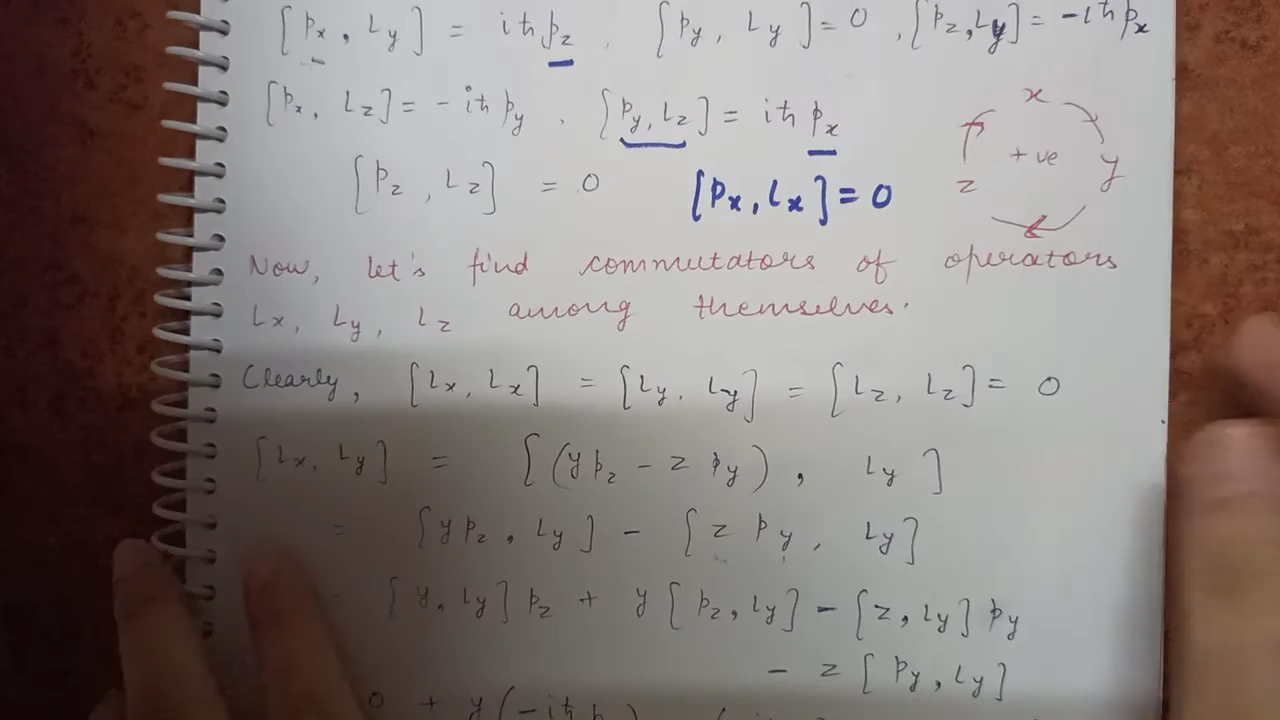 [px, Ly] = iħpz, [py, Ly] = 0, [pz, Ly] = -iħpx
[px, Lz] = -iħpy, [py, Lz] = iħpx
x
+ve
y
z
[pz, Lz] = 0 [px, Lx] = 0
Now, let's find commutators of operators
Lx, Ly, Lz among themselves.
Clearly, [Lx, Lx] = [Ly, Ly] = [Lz, Lz] = 0
[Lx, Ly] = [(ypz - zpy), Ly]
= [ypz, Ly] - [zpy, Ly]
= [y, Ly]pz + y[pz, Ly] - [z, Ly]py
- z[py, Ly]
0 + y(-iħp